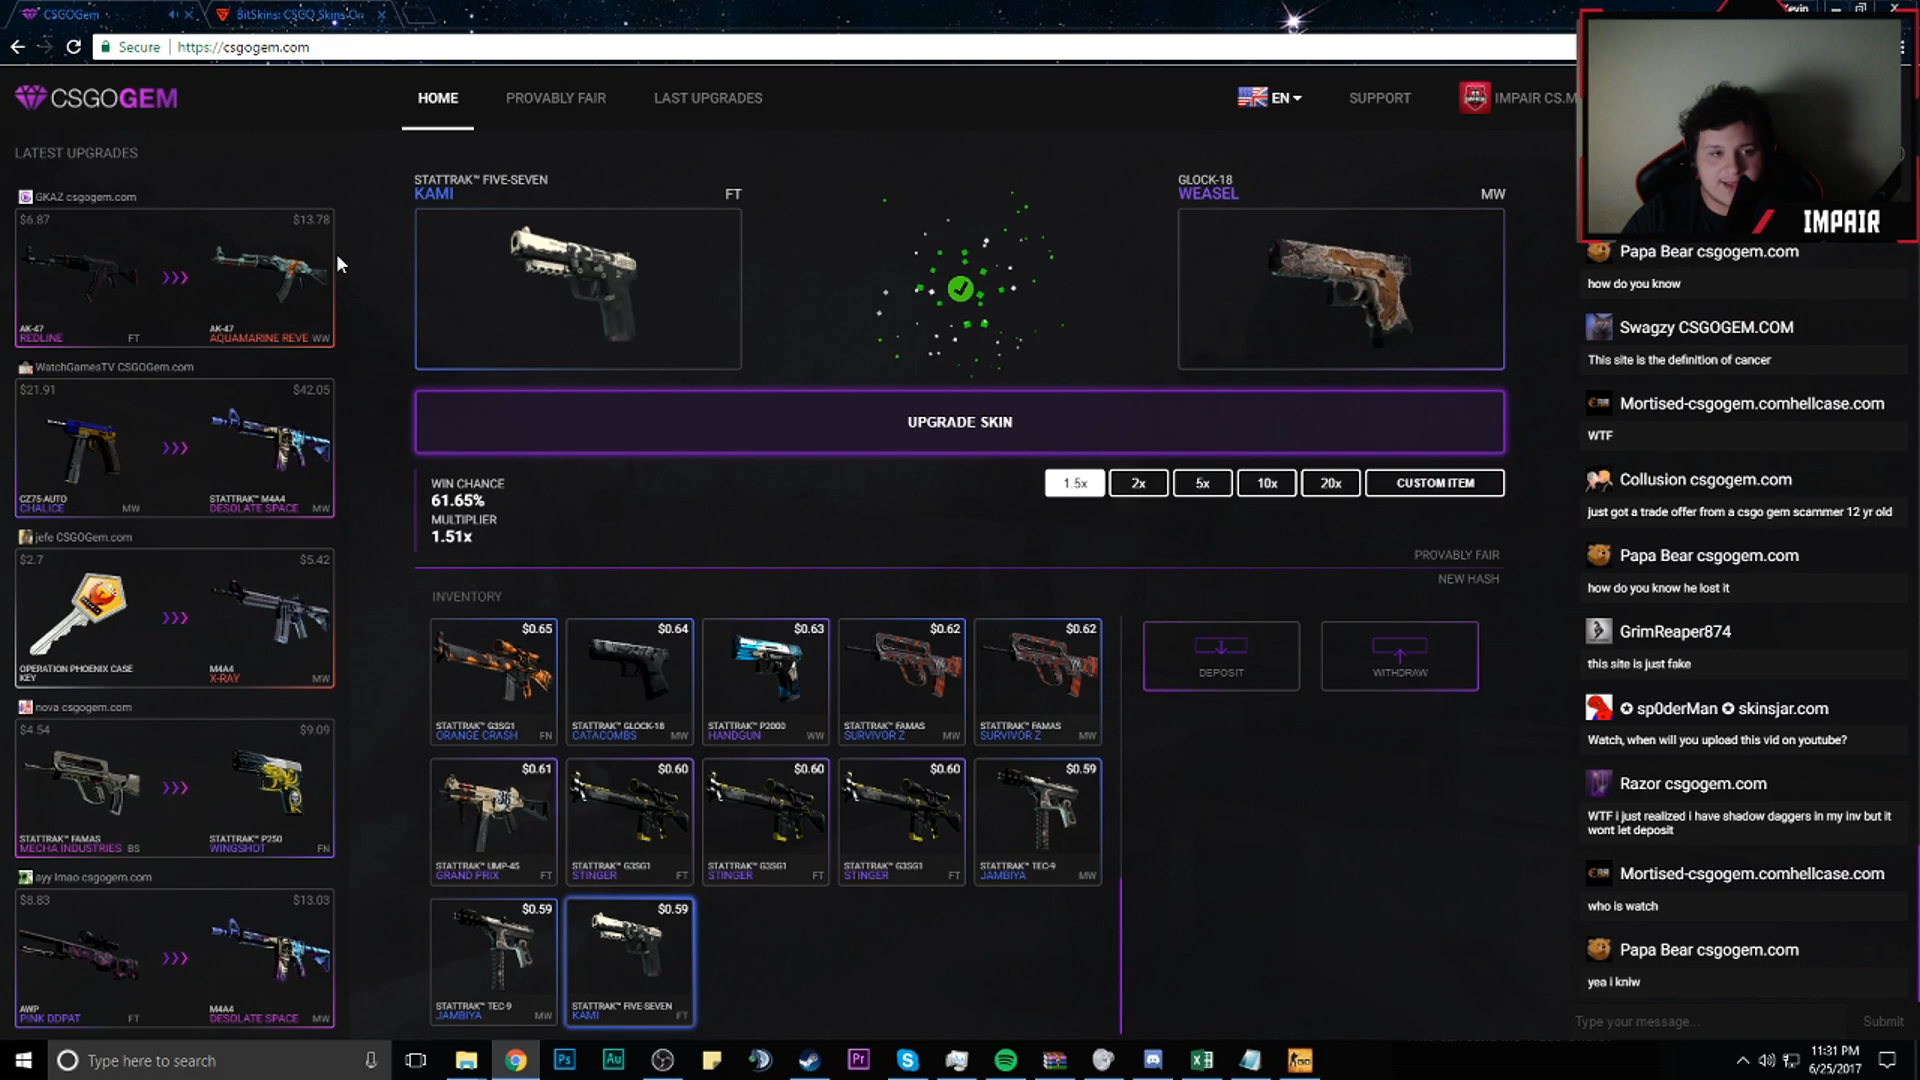 CSGOGem
BitSkins: CSGO Skins On
Secure
https://csgogem.com
CSGOGEM
HOME
PROVABLY FAIR
LAST UPGRADES
EN
SUPPORT
IMPAIR CS.M
IMPAIR
LATEST UPGRADES
GKAZ csgogem.com
$6.87
$13.78
AK-47
REDLINE
FT
AK-47
AQUAMARINE REVE
WW
WatchGamesTV CSGOGem.com
$21.91
$42.05
CZ75-AUTO
CHALICE
MW
STATTRAK™ M4A4
DESOLATE SPACE
MW
jefe CSGOGem.com
$2.7
$5.42
OPERATION PHOENIX CASE
KEY
M4A4
X-RAY
MW
nova csgogem.com
$4.54
$9.09
STATTRAK™ FAMAS
MECHA INDUSTRIES
BS
STATTRAK™ P250
WINGSHOT
FN
ayy lmao csgogem.com
$8.83
$13.03
AWP
PINK DDPAT
FT
M4A4
DESOLATE SPACE
MW
STATTRAK™ FIVE-SEVEN
KAMI
FT
GLOCK-18
WEASEL
MW
UPGRADE SKIN
WIN CHANCE
61.65%
MULTIPLIER
1.51x
1.5x
2x
5x
10x
20x
CUSTOM ITEM
PROVABLY FAIR
NEW HASH
INVENTORY
$0.65
STATTRAK™ G3SG1
ORANGE CRASH
FN
$0.64
STATTRAK™ GLOCK-18
CATACOMBS
MW
$0.63
STATTRAK™ P2000
HANDGUN
WW
$0.62
STATTRAK™ FAMAS
SURVIVOR Z
MW
$0.62
STATTRAK™ FAMAS
SURVIVOR Z
MW
$0.61
STATTRAK™ UMP-45
GRAND PRIX
FT
$0.60
STATTRAK™ G3SG1
STINGER
FT
$0.60
STATTRAK™ G3SG1
STINGER
FT
$0.60
STATTRAK™ G3SG1
STINGER
FT
$0.59
STATTRAK™ TEC-9
JAMBIYA
MW
$0.59
STATTRAK™ TEC-9
JAMBIYA
MW
$0.59
STATTRAK™ FIVE-SEVEN
KAMI
FT
DEPOSIT
WITHDRAW
Papa Bear csgogem.com
how do you know
Swagzy CSGOGEM.COM
This site is the definition of cancer
Mortised-csgogem.comhellcase.com
WTF
Collusion csgogem.com
just got a trade offer from a csgo gem scammer 12 yr old
Papa Bear csgogem.com
how do you know he lost it
GrimReaper874
this site is just fake
✪ sp0derMan ✪ skinsjar.com
Watch, when will you upload this vid on youtube?
Razor csgogem.com
WTF i just realized i have shadow daggers in my inv but it
wont let deposit
Mortised-csgogem.comhellcase.com
who is watch
Papa Bear csgogem.com
yea i kniw
Type your message...
Submit
Type here to search
11:31 PM
6/25/2017